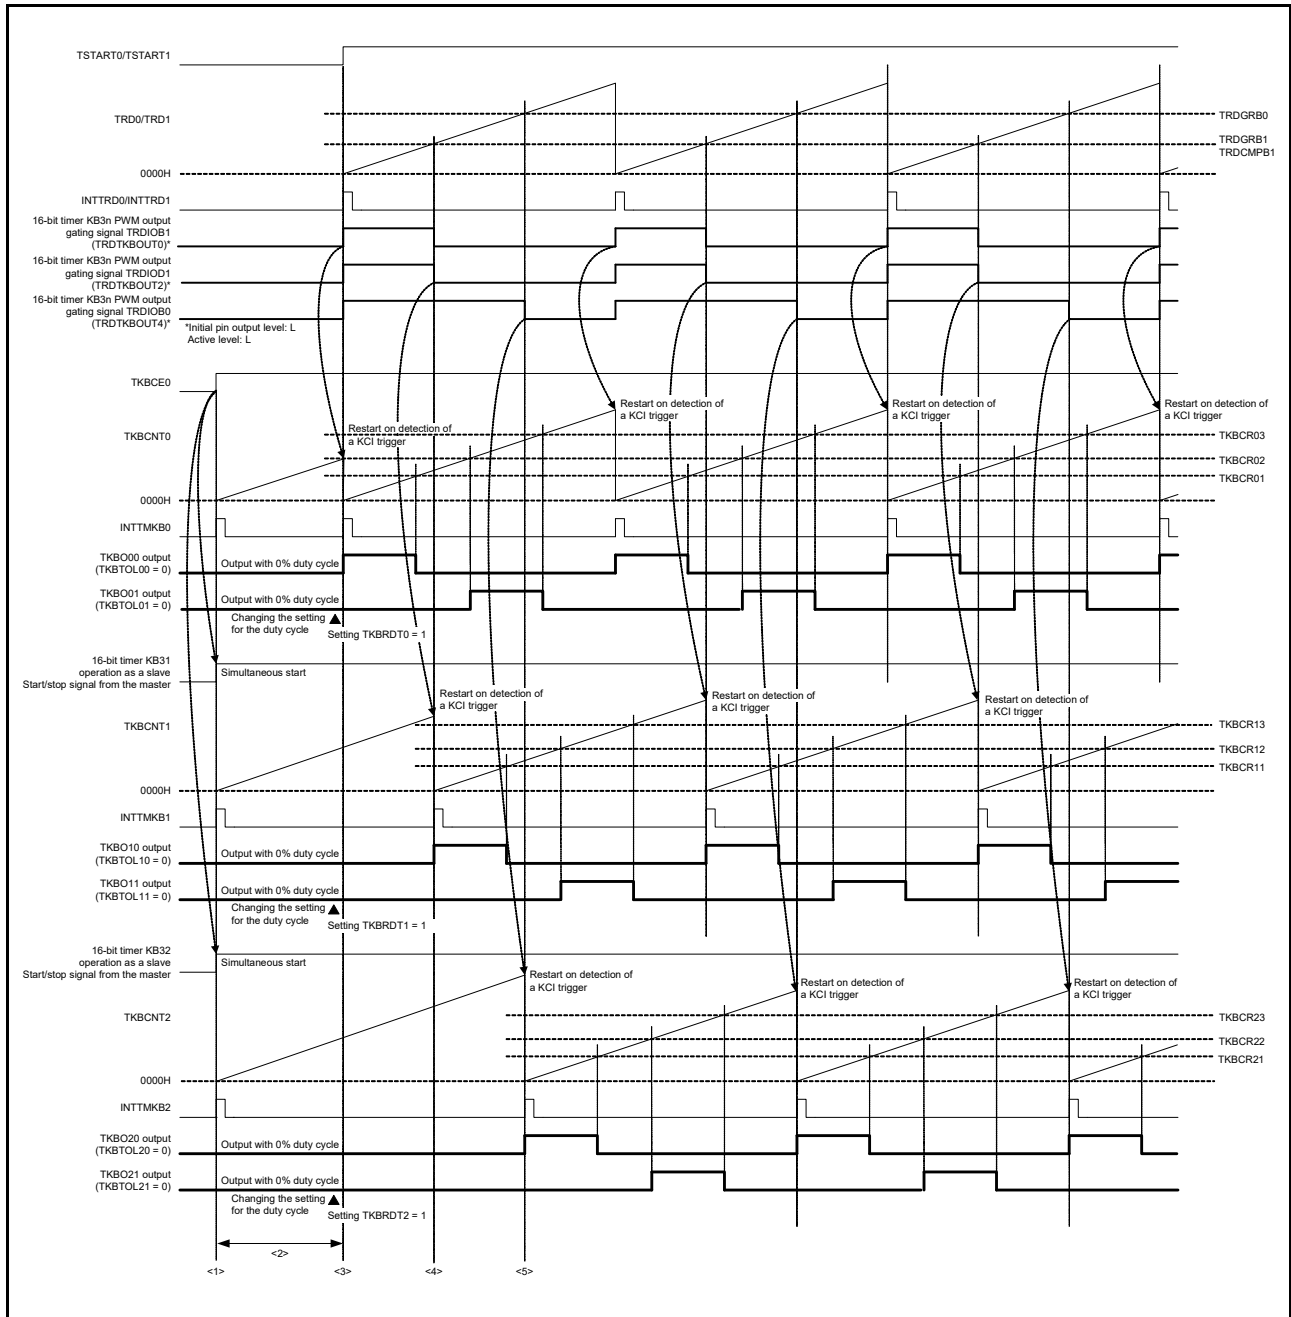 TSTART0/TSTART1
TRD0/TRD1
TRDGRB0
TRDGRB1
TRDCMPB1
0000H
INTTRD0/INTTRD1
16-bit timer KB3n PWM output
gating signal TRDIOB1
(TRDTKBOUT0)*
16-bit timer KB3n PWM output
gating signal TRDIOD1
(TRDTKBOUT2)*
16-bit timer KB3n PWM output
gating signal TRDIOB0
(TRDTKBOUT4)*
*Initial pin output level: L
Active level: L
TKBCE0
Restart on detection of
a KCI trigger
Restart on detection of
a KCI trigger
Restart on detection of
a KCI trigger
Restart on detection of
a KCI trigger
TKBCNT0
TKBCR03
TKBCR02
TKBCR01
0000H
INTTMKB0
TKBO00 output
(TKBTOL00 = 0)
Output with 0% duty cycle
TKBO01 output
(TKBTOL01 = 0)
Output with 0% duty cycle
Changing the setting
for the duty cycle
Setting TKBRDT0 = 1
16-bit timer KB31
operation as a slave
Start/stop signal from the master
Simultaneous start
Restart on detection of
a KCI trigger
Restart on detection of
a KCI trigger
Restart on detection of
a KCI trigger
TKBCNT1
TKBCR13
TKBCR12
TKBCR11
0000H
INTTMKB1
TKBO10 output
(TKBTOL10 = 0)
Output with 0% duty cycle
TKBO11 output
(TKBTOL11 = 0)
Output with 0% duty cycle
Changing the setting
for the duty cycle
Setting TKBRDT1 = 1
16-bit timer KB32
operation as a slave
Start/stop signal from the master
Simultaneous start
Restart on detection of
a KCI trigger
Restart on detection of
a KCI trigger
Restart on detection of
a KCI trigger
TKBCNT2
TKBCR23
TKBCR22
TKBCR21
0000H
INTTMKB2
TKBO20 output
(TKBTOL20 = 0)
Output with 0% duty cycle
TKBO21 output
(TKBTOL21 = 0)
Output with 0% duty cycle
Changing the setting
for the duty cycle
Setting TKBRDT2 = 1
<2>
<1>
<3>
<4>
<5>